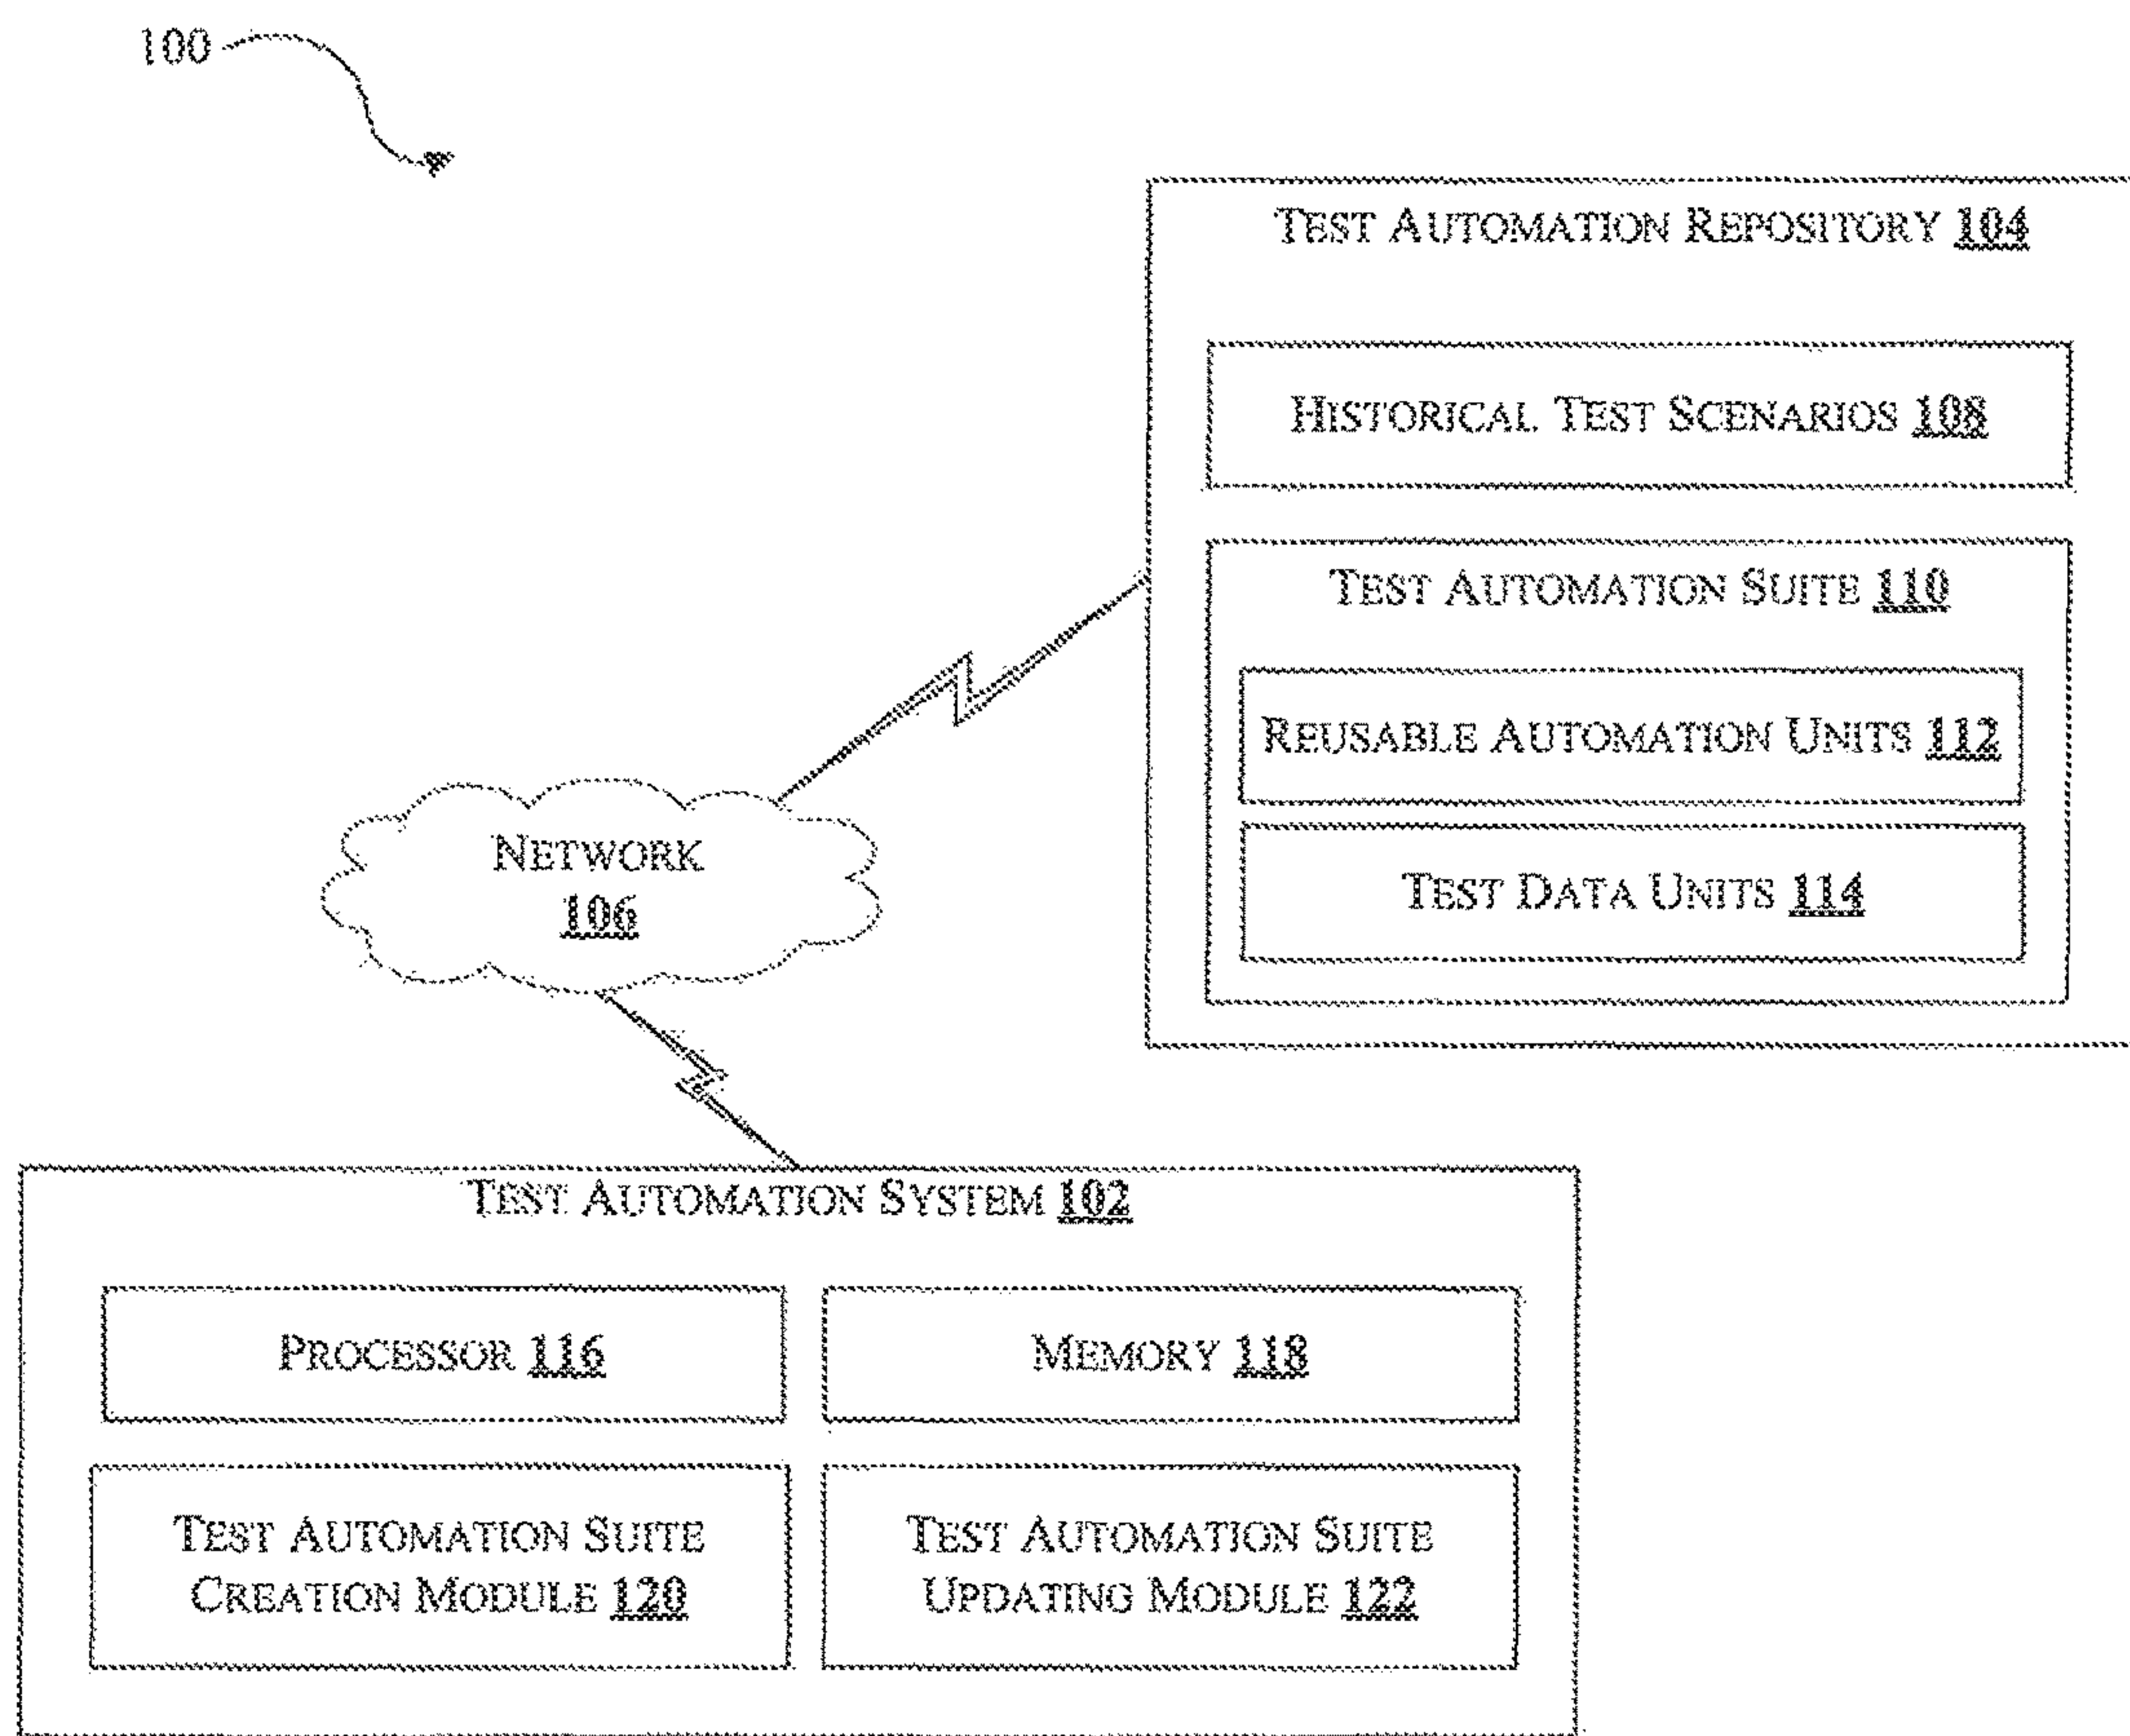 100
TEST AUTOMATION REPOSITORY 104
HISTORICAL TEST SCENARIOS 108
TEST AUTOMATION SUITE 110
REUSABLE AUTOMATION UNITS 112
TEST DATA UNITS 114
NETWORK
106
TEST AUTOMATION SYSTEM 102
PROCESSOR 116
MEMORY 118
TEST AUTOMATION SUITE
CREATION MODULE 120
TEST AUTOMATION SUITE
UPDATING MODULE 122